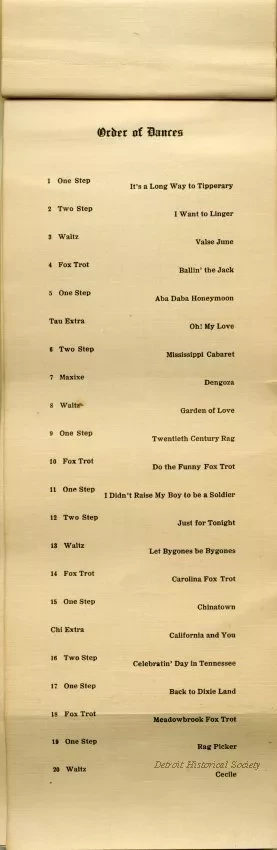 Order of Dances
1 One Step
It's a Long Way to Tipperary
2 Two Step
I Want to Linger
3 Waltz
Valse June
4 Fox Trot
Ballin' the Jack
5 One Step
Aba Daba Honeymoon
Tau Extra
Oh! My Love
6 Two Step
Mississippi Cabaret
7 Maxixe
Dengoza
8 Waltz
Garden of Love
9 One Step
Twentieth Century Rag
10 Fox Trot
Do the Funny Fox Trot
11 One Step
I Didn't Raise My Boy to be a Soldier
12 Two Step
Just for Tonight
13 Waltz
Let Bygones be Bygones
14 Fox Trot
Carolina Fox Trot
15 One Step
Chinatown
Chi Extra
California and You
16 Two Step
Celebratin' Day in Tennessee
17 One Step
Back to Dixie Land
18 Fox Trot
Meadowbrook Fox Trot
19 One Step
Rag Picker
Detroit Historical Society
20 Waltz
Cecile